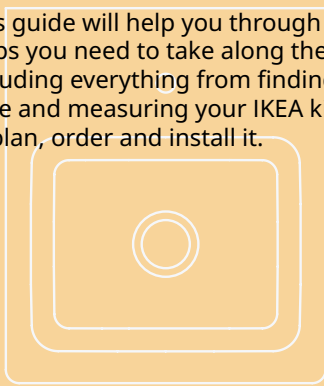 s guide will help you through
ps you need to take along the
uding everything from finding
e and measuring your IKEA k
plan, order and install it.